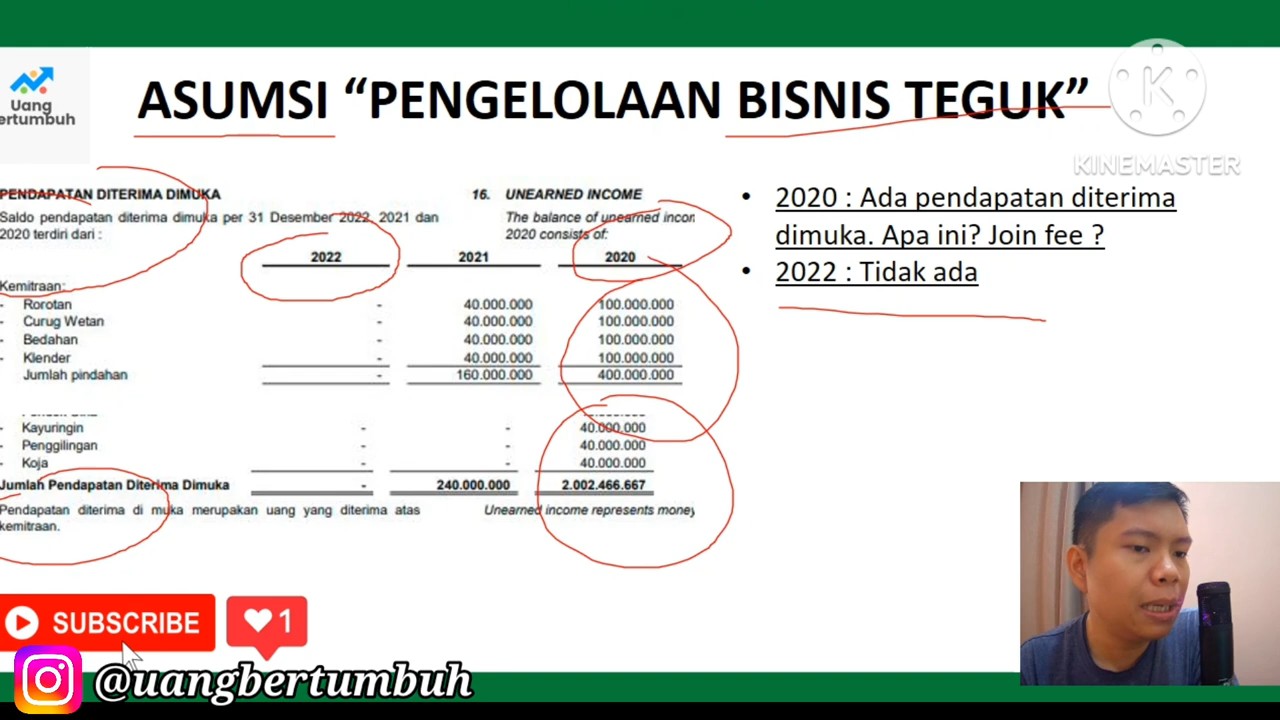 ASUMSI “PENGELOLAAN BISNIS TEGUK”
Uang
ertumbuh
KINEMASTER
PENDAPATAN DITERIMA DIMUKA 16. UNEARNED INCOME
Saldo pendapatan diterima dimuka per 31 Desember 2022, 2021 dan The balance of unearned incor
2020 terdiri dari : 2020 consists of:
2022 2021 2020
Kemitraan:
- Rorotan - 40.000.000 100.000.000
- Curug Wetan - 40.000.000 100.000.000
- Bedahan - 40.000.000 100.000.000
- Klender - 40.000.000 100.000.000
Jumlah pindahan - 160.000.000 400.000.000
- Kayuringin - - 40.000.000
- Penggilingan - - 40.000.000
- Koja - - 40.000.000
Jumlah Pendapatan Diterima Dimuka - 240.000.000 2.002.466.667
Pendapatan diterima di muka merupakan uang yang diterima atas Unearned income represents money
kemitraan.
• 2020 : Ada pendapatan diterima
dimuka. Apa ini? Join fee ?
• 2022 : Tidak ada
SUBSCRIBE
1
@uangbertumbuh